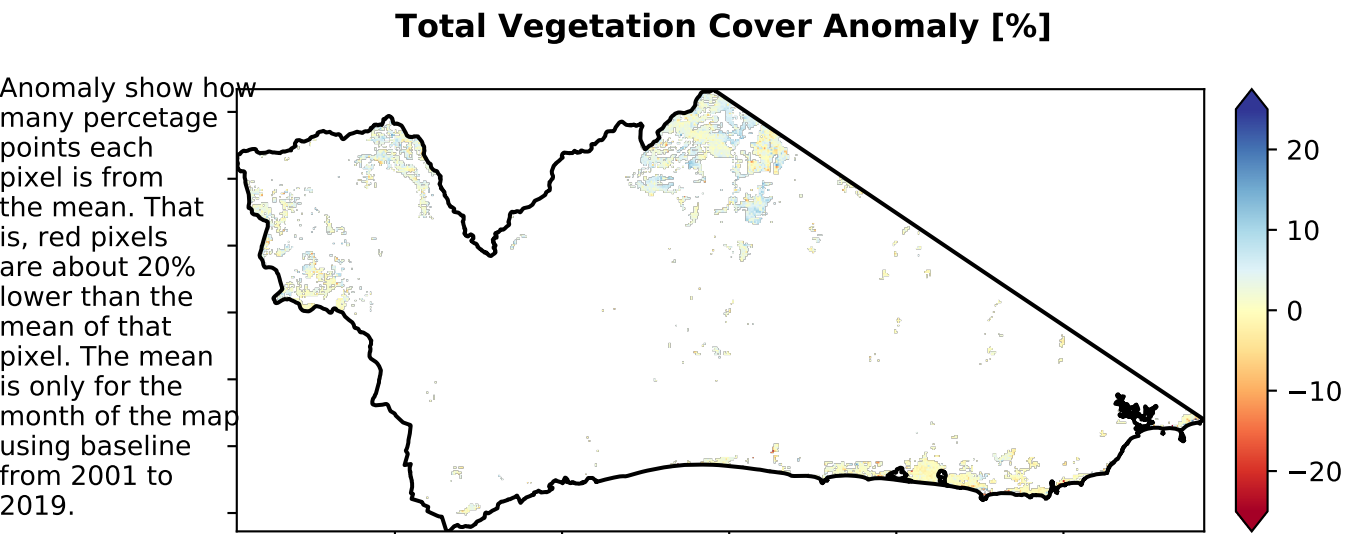 Total Vegetation Cover Anomaly [%]
Anomaly show how
many percetage
points each
pixel is from
the mean. That
is, red pixels
are about 20%
lower than the
mean of that
pixel. The mean
is only for the
month of the map
using baseline
from 2001 to
2019.
20
10
0
−10
−20